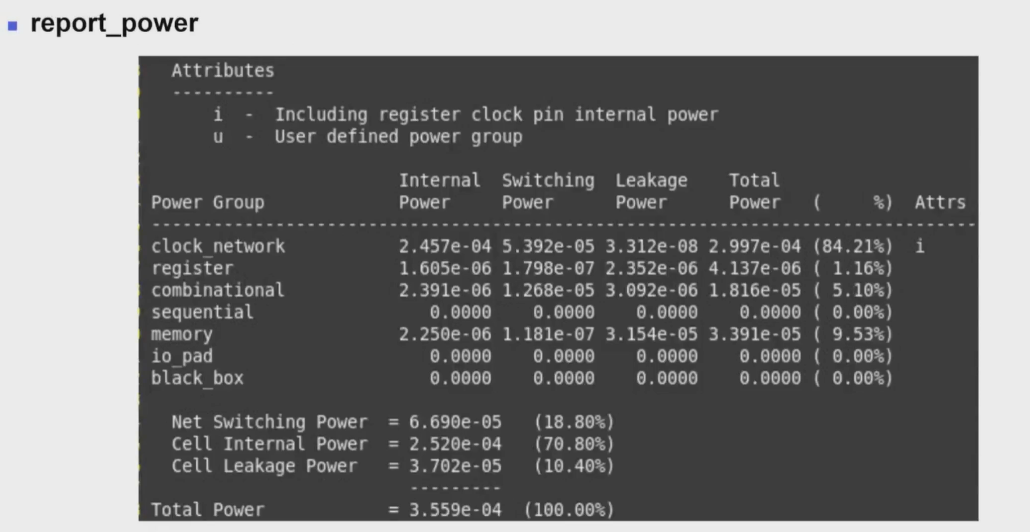 report_power
Attributes
----------
i - Including register clock pin internal power
u - User defined power group
Internal Switching Leakage Total
Power Group Power Power Power Power ( %) Attrs
--------------------------------------------------------------------------------
clock_network 2.457e-04 5.392e-05 3.312e-08 2.997e-04 (84.21%) i
register 1.605e-06 1.798e-07 2.352e-06 4.137e-06 ( 1.16%)
combinational 2.391e-06 1.268e-05 3.092e-06 1.816e-05 ( 5.10%)
sequential 0.0000 0.0000 0.0000 0.0000 ( 0.00%)
memory 2.250e-06 1.181e-07 3.154e-05 3.391e-05 ( 9.53%)
io_pad 0.0000 0.0000 0.0000 0.0000 ( 0.00%)
black_box 0.0000 0.0000 0.0000 0.0000 ( 0.00%)
Net Switching Power = 6.690e-05 (18.80%)
Cell Internal Power = 2.520e-04 (70.80%)
Cell Leakage Power = 3.702e-05 (10.40%)
---------
Total Power = 3.559e-04 (100.00%)